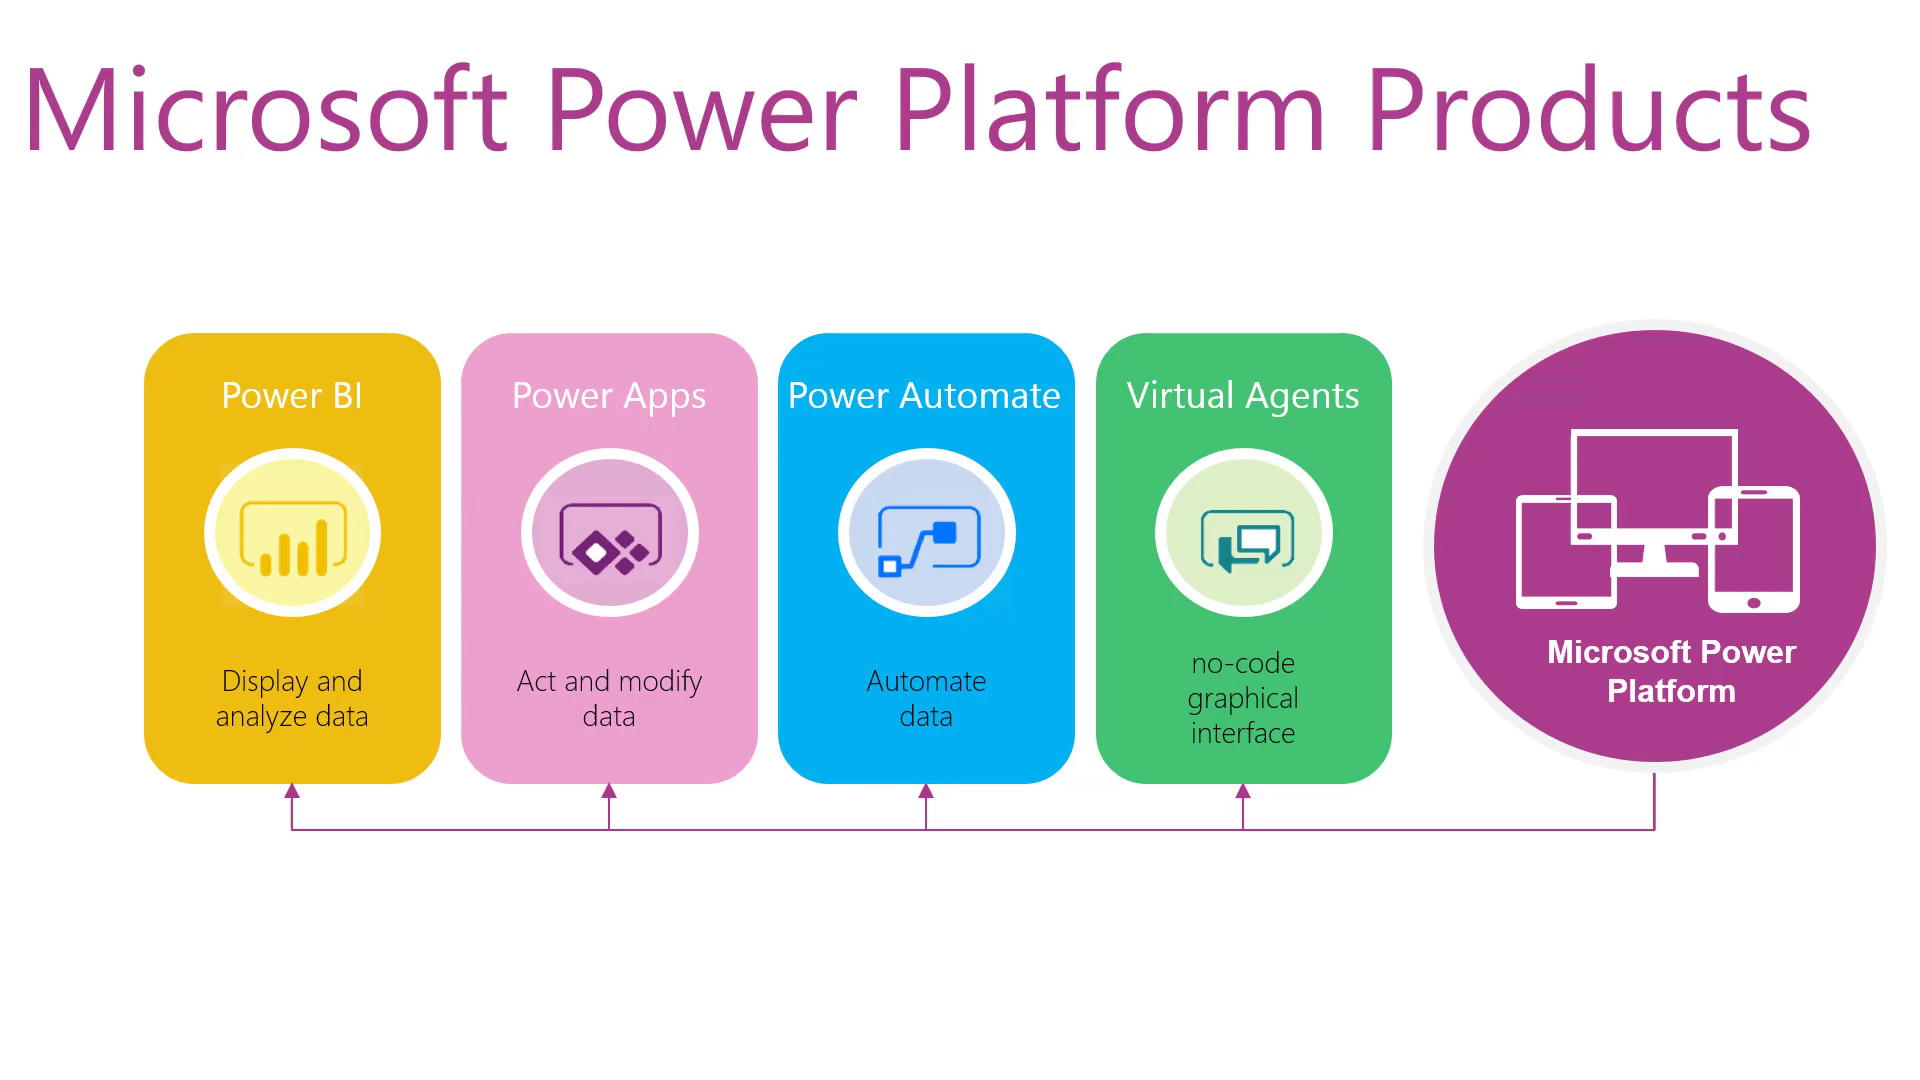 Microsoft Power Platform Products
Power BI
Display and
analyze data
Power Apps
Act and modify
data
Power Automate
Automate
data
Virtual Agents
no-code
graphical
interface
Microsoft Power
Platform